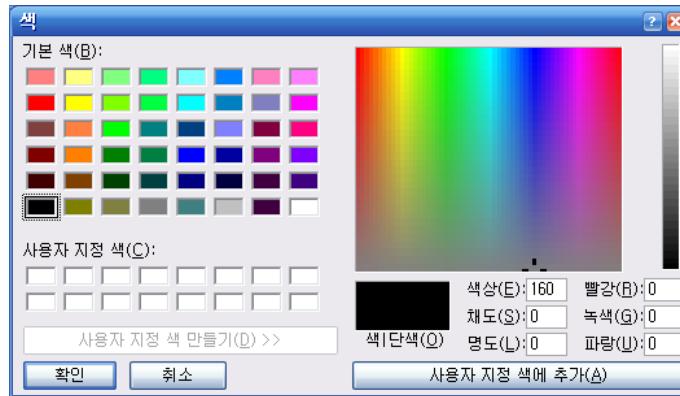 색
기본 색(B):
사용자 지정 색(C):
사용자 지정 색 만들기(D) >>
확인
취소
색|단색(O)
색상(E): 160
채도(S): 0
명도(L): 0
빨강(R): 0
녹색(G): 0
파랑(U): 0
사용자 지정 색에 추가(A)